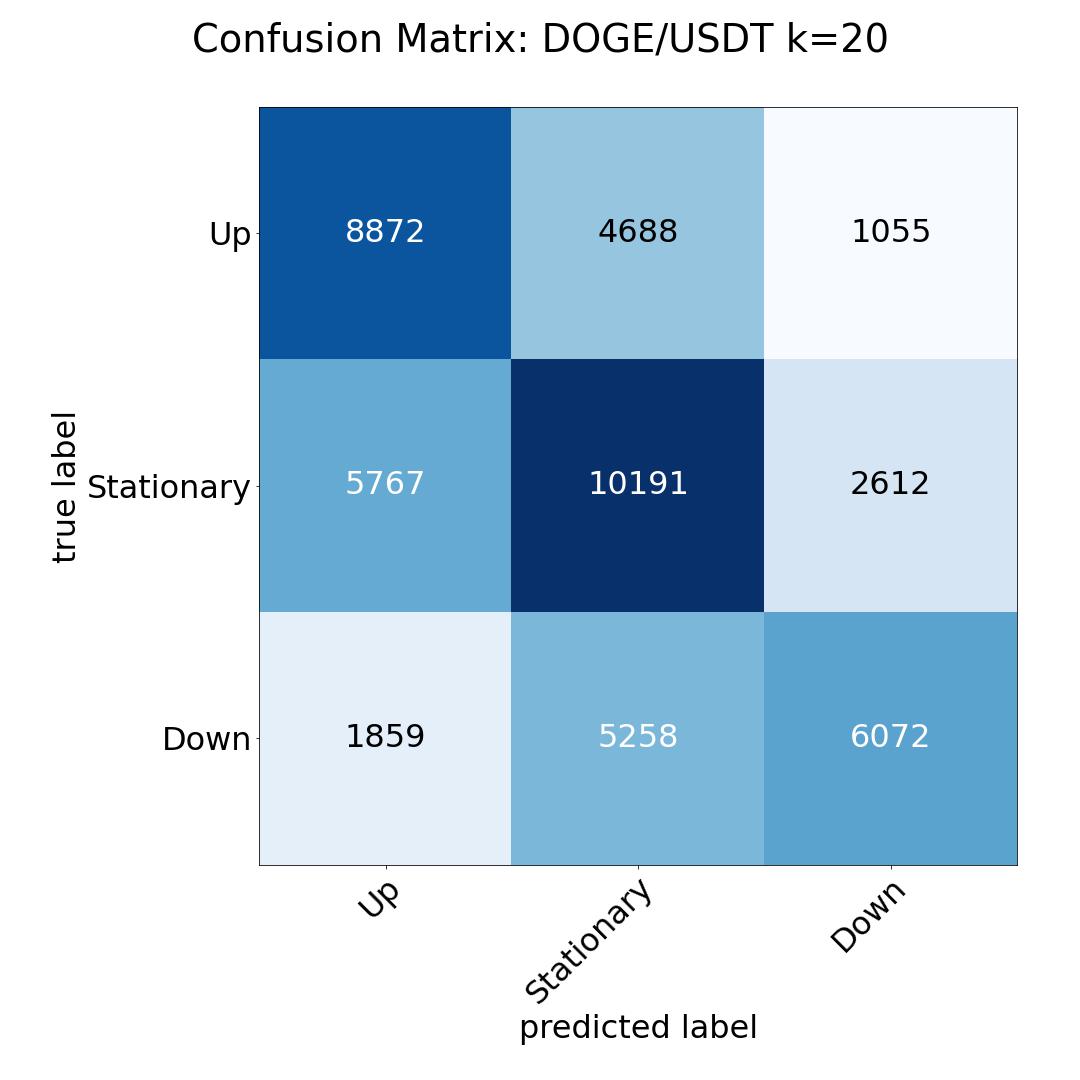 Confusion Matrix: DOGE/USDT k=20
Up
8872
4688
1055
true label
Stationary
5767
10191
2612
Down
1859
5258
6072
Up
Stationary
Down
predicted label